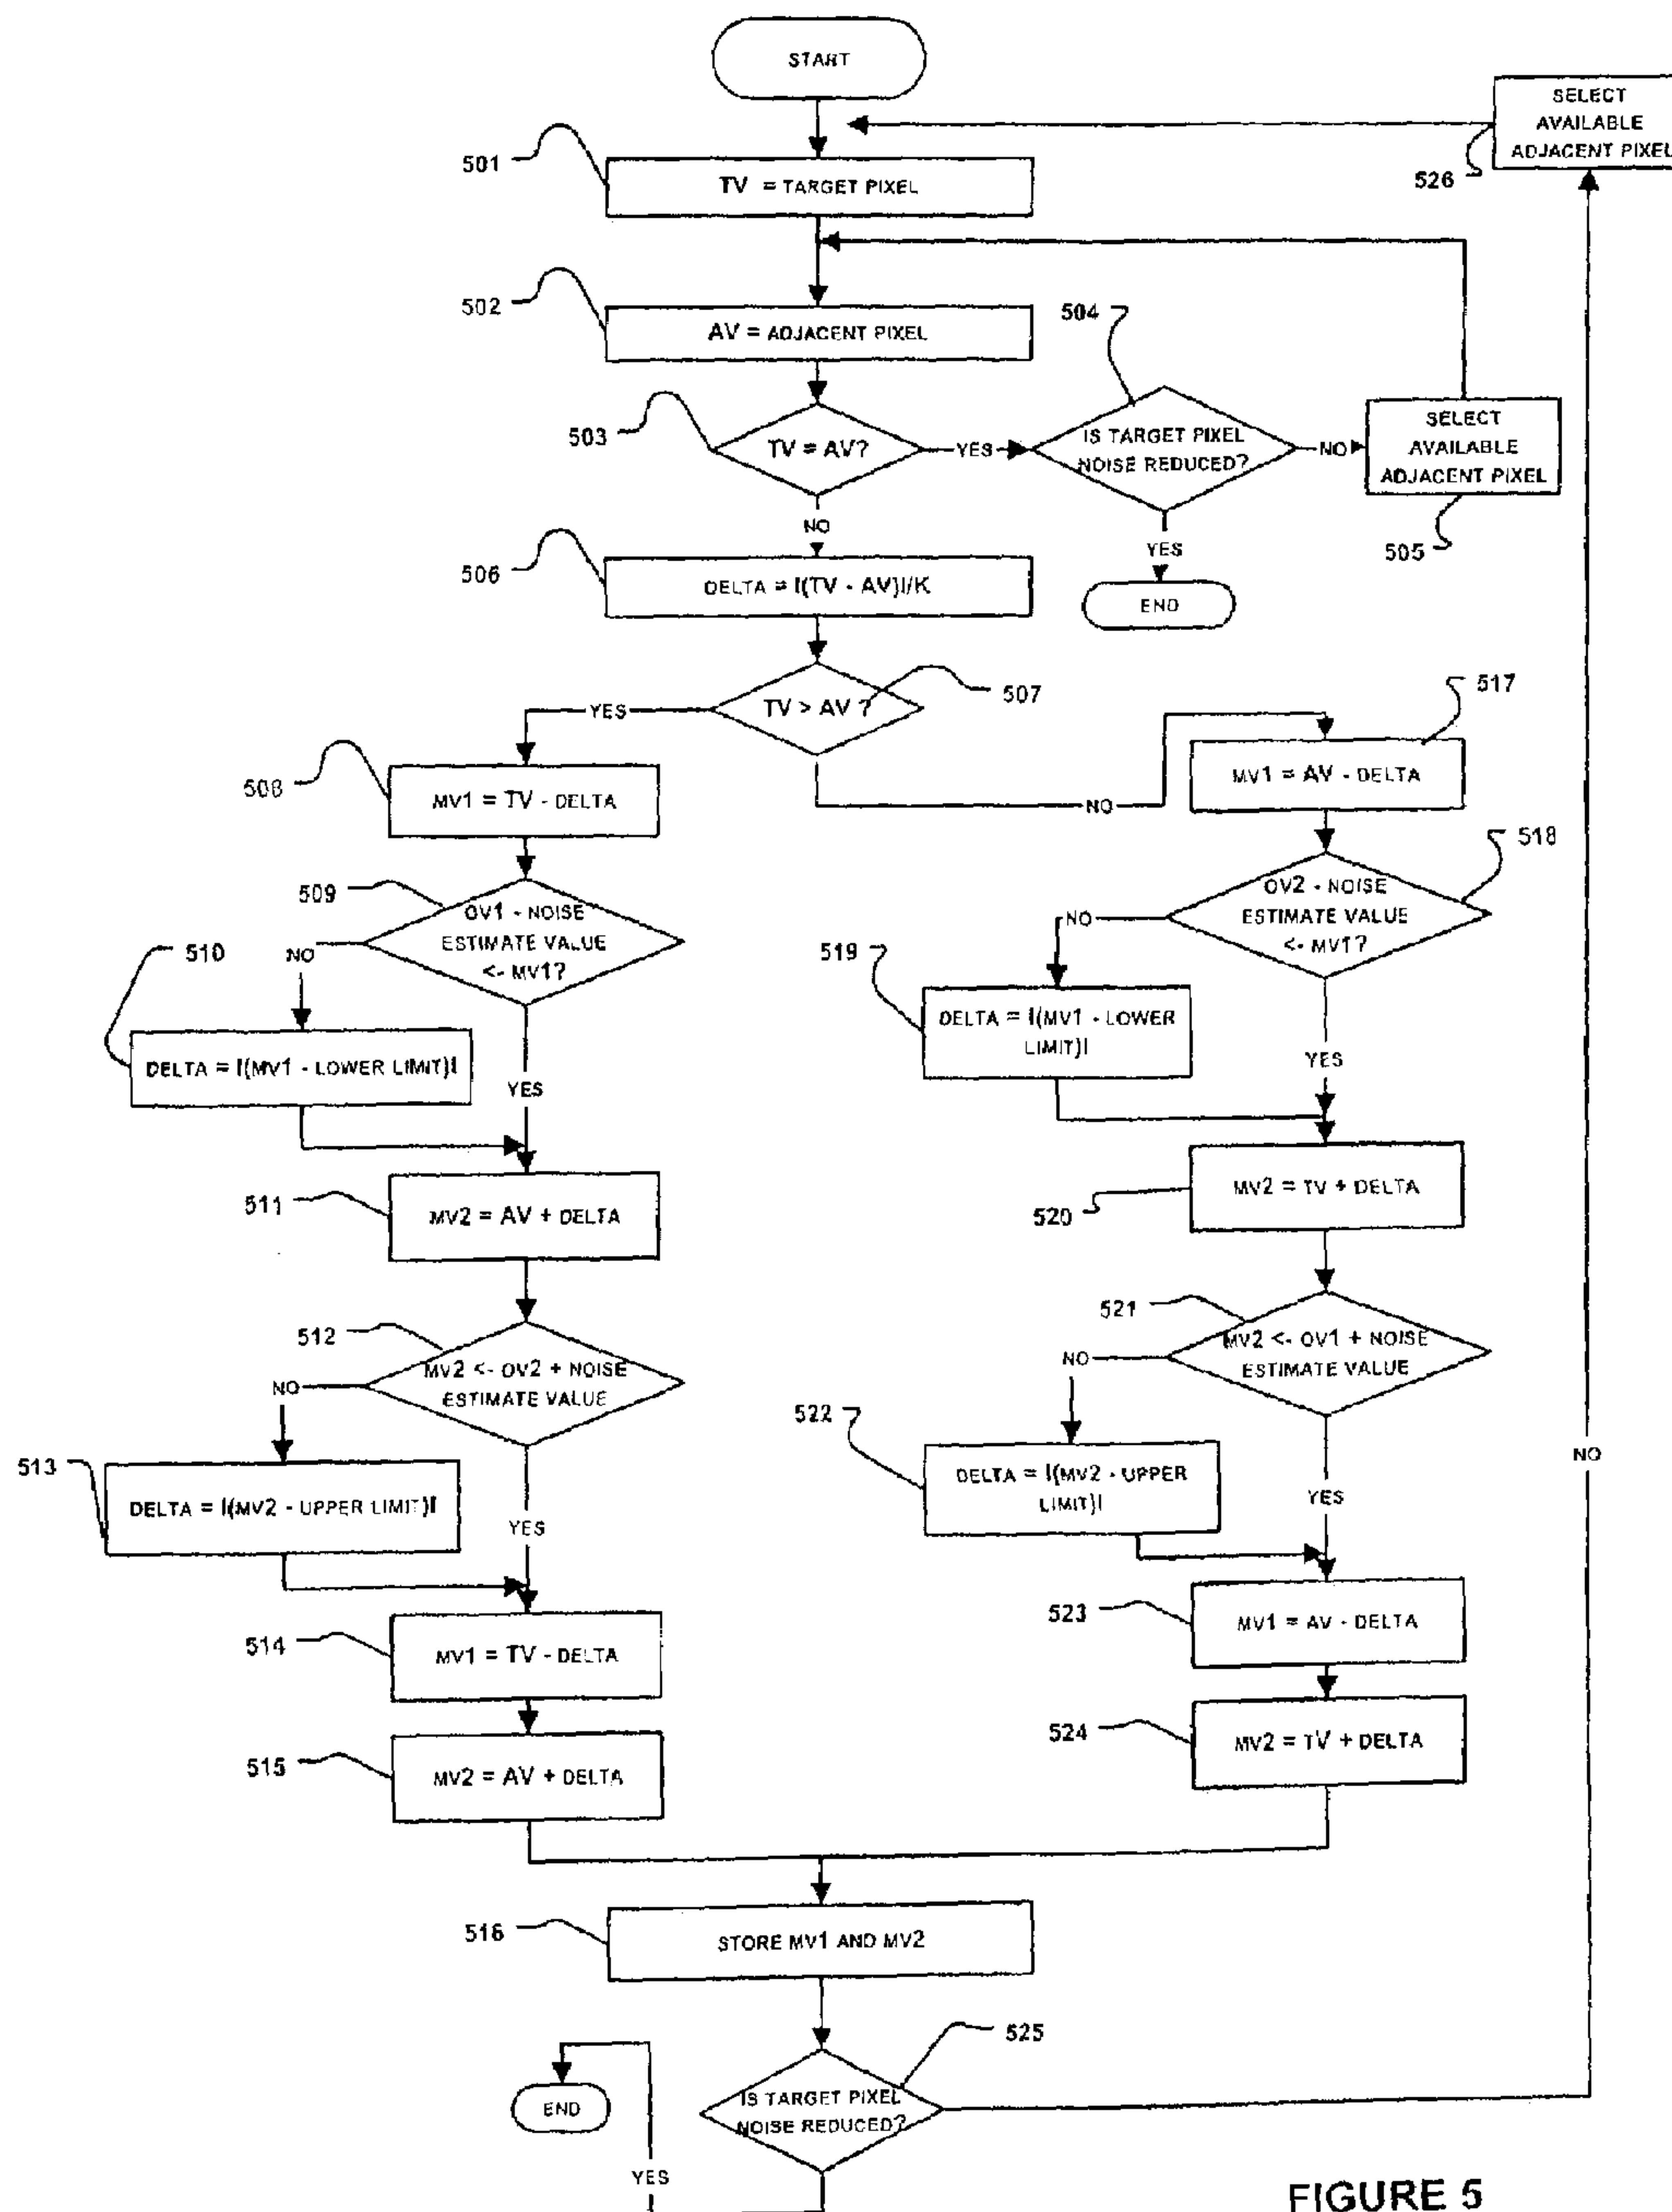 START
SELECT
AVAILABLE
ADJACENT PIXEL
526
501
TV = TARGET PIXEL
502
AV = ADJACENT PIXEL
504
503
TV = AV?
YES
IS TARGET PIXEL
NOISE REDUCED?
NO
SELECT
AVAILABLE
ADJACENT PIXEL
505
NO
YES
END
506
DELTA = |(TV - AV)|/K
507
TV > AV ?
YES
NO
517
MV1 = AV - DELTA
508
MV1 = TV - DELTA
518
OV2 - NOISE
ESTIMATE VALUE
<- MV1?
NO
YES
509
OV1 - NOISE
ESTIMATE VALUE
<- MV1?
NO
YES
510
DELTA = |(MV1 - LOWER LIMIT)|
519
DELTA = |(MV1 - LOWER
LIMIT)|
511
MV2 = AV + DELTA
520
MV2 = TV + DELTA
512
MV2 <- OV2 + NOISE
ESTIMATE VALUE
NO
YES
521
MV2 <- OV1 + NOISE
ESTIMATE VALUE
NO
YES
513
DELTA = |(MV2 - UPPER LIMIT)|
522
DELTA = |(MV2 - UPPER
LIMIT)|
NO
514
MV1 = TV - DELTA
523
MV1 = AV - DELTA
515
MV2 = AV + DELTA
524
MV2 = TV + DELTA
516
STORE MV1 AND MV2
525
IS TARGET PIXEL
NOISE REDUCED?
END
YES
FIGURE 5